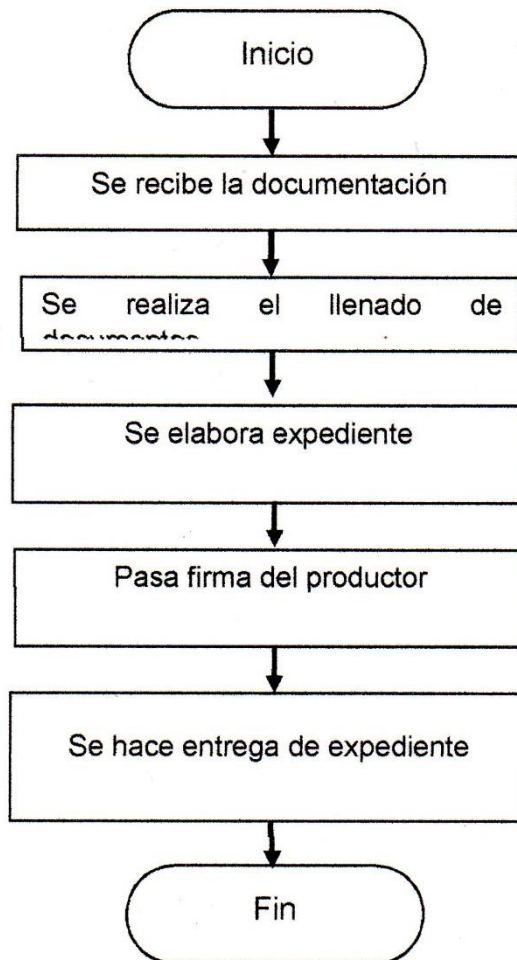 Inicio
Se recibe la documentación
Se realiza el llenado de
documentos
Se elabora expediente
Pasa firma del productor
Se hace entrega de expediente
Fin